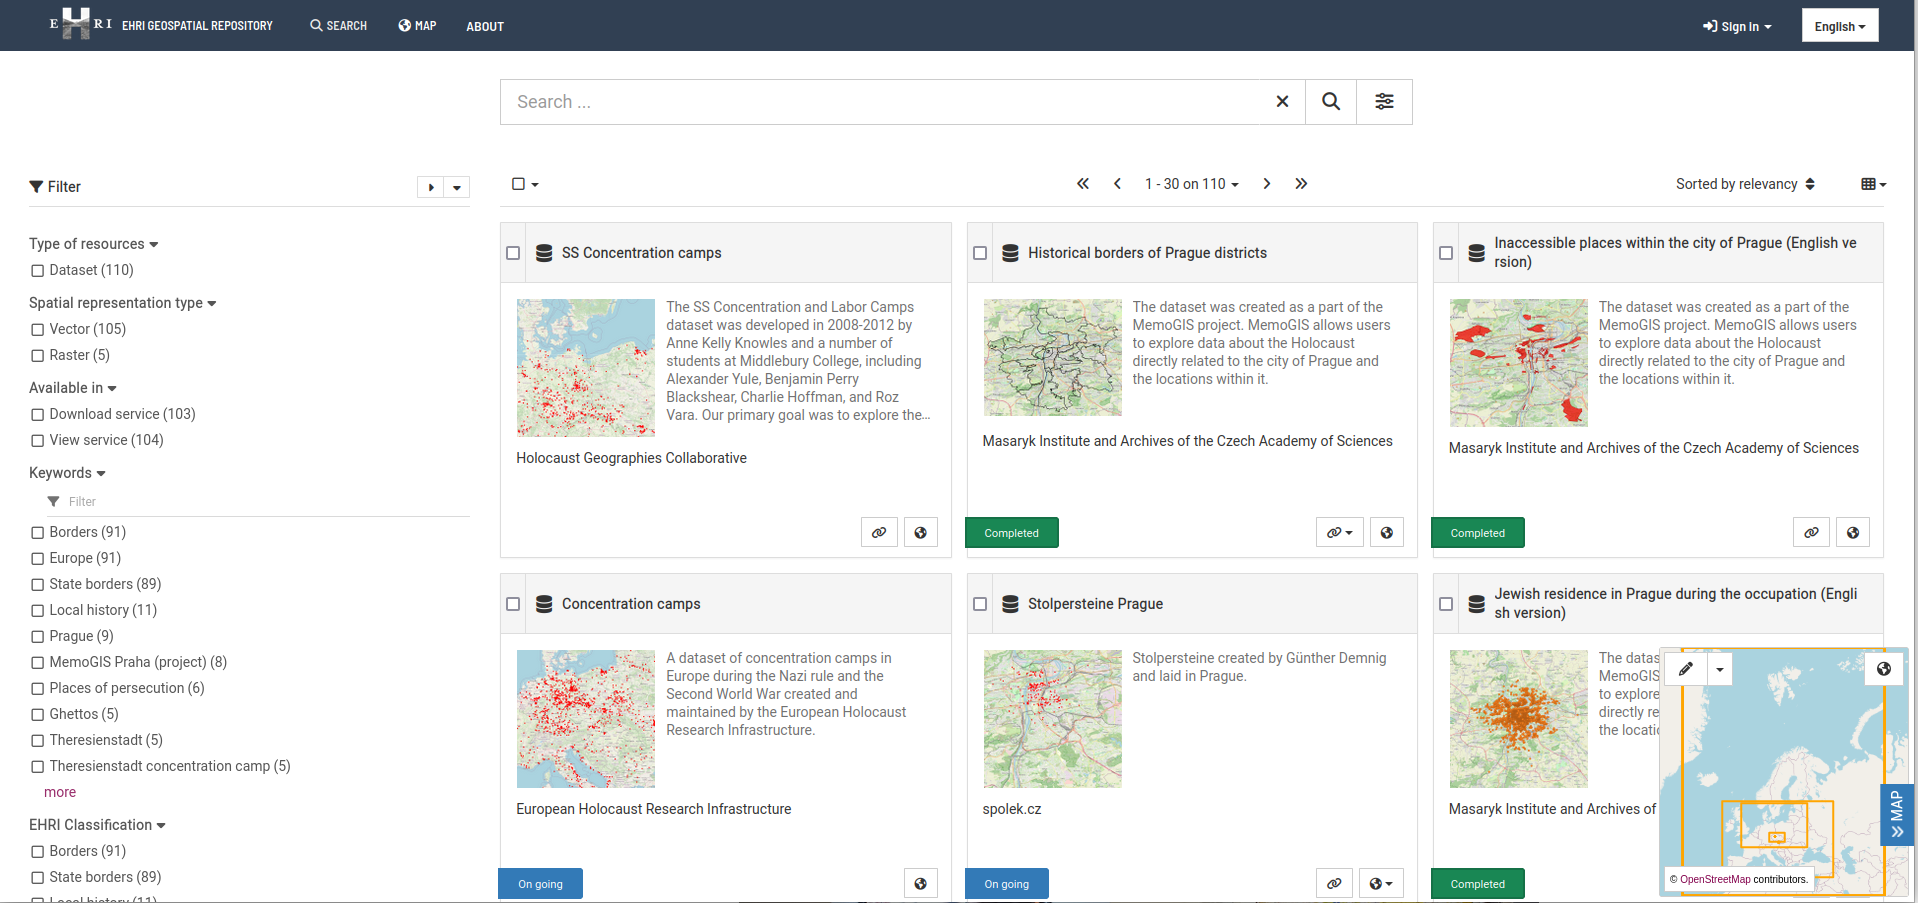 E H RI EHRI GEOSPATIAL REPOSITORY SEARCH MAP ABOUT Sign in English
Search ...
Filter
1 - 30 on 110
Sorted by relevancy
Type of resources
Dataset (110)
Spatial representation type
Vector (105)
Raster (5)
Available in
Download service (103)
View service (104)
Keywords
Filter
Borders (91)
Europe (91)
State borders (89)
Local history (11)
Prague (9)
MemoGIS Praha (project) (8)
Places of persecution (6)
Ghettos (5)
Theresienstadt (5)
Theresienstadt concentration camp (5)
more
EHRI Classification
Borders (91)
State borders (89)
Local history (11)
SS Concentration camps
The SS Concentration and Labor Camps
dataset was developed in 2008-2012 by
Anne Kelly Knowles and a number of
students at Middlebury College, including
Alexander Yule, Benjamin Perry
Blackshear, Charlie Hoffman, and Roz
Vara. Our primary goal was to explore the...
Holocaust Geographies Collaborative
Historical borders of Prague districts
The dataset was created as a part of the
MemoGIS project. MemoGIS allows users
to explore data about the Holocaust
directly related to the city of Prague and
the locations within it.
Masaryk Institute and Archives of the Czech Academy of Sciences
Completed
Inaccessible places within the city of Prague (English ve
rsion)
The dataset was created as a part of the
MemoGIS project. MemoGIS allows users
to explore data about the Holocaust
directly related to the city of Prague and
the locations within it.
Masaryk Institute and Archives of the Czech Academy of Sciences
Completed
Concentration camps
A dataset of concentration camps in
Europe during the Nazi rule and the
Second World War created and
maintained by the European Holocaust
Research Infrastructure.
European Holocaust Research Infrastructure
On going
Stolpersteine Prague
Stolpersteine created by Günther Demnig
and laid in Prague.
spolek.cz
On going
Jewish residence in Prague during the occupation (Engli
sh version)
The datas
MemoGIS
to explore
directly re
the locatio
Masaryk Institute and Archives of
Completed
MAP
© OpenStreetMap contributors.